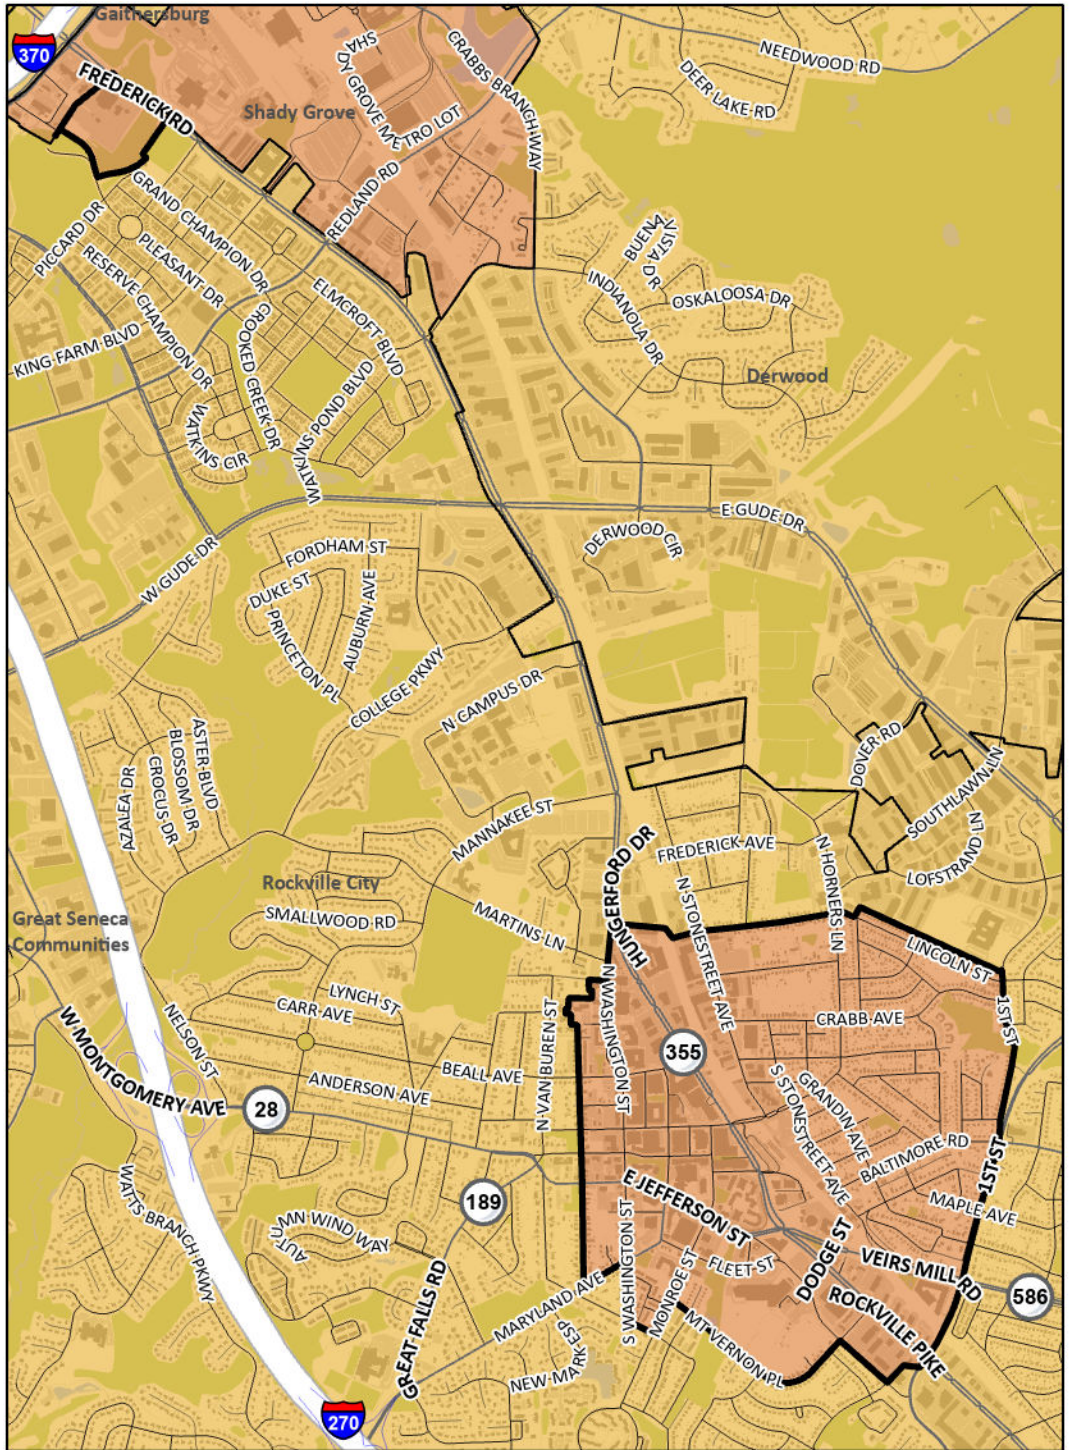 Gaithersburg
370
SHADY GROVE METRO LOT
CRABBS BRANCH WAY
NEEDWOOD RD
DEER LAKE RD
FREDERICK RD
Shady Grove
REDLAND RD
GRAND CHAMPION DR
PICCARD DR
PLEASANT DR
RESERVE CHAMPION DR
BUENA VISTA DR
INDIANOLA DR
OSKALOOSA DR
ELMCROFT BLVD
CROOKED CREEK DR
KING FARM BLVD
Derwood
WATKINS POND BLVD
WATKINS CIR
E GUDE DR
DERWOOD CIR
W GUDE DR
FORDHAM ST
DUKE ST
PRINCETON PL
AUBURN AVE
COLLEGE PKWY
N CAMPUS DR
ASTER BLVD
BLOSSOM DR
CROCUS DR
AZALEA DR
DOVER RD
SOUTHLAWN LN
LOFSTRAND LN
MANNAKEE ST
HUNGERFORD DR
FREDERICK AVE
N HORNERS LN
Rockville City
SMALLWOOD RD
MARTINS LN
N STONESTREET AVE
LINCOLN ST
Great Seneca
Communities
LYNCH ST
CARR AVE
NELSON ST
W MONTGOMERY AVE
N WASHINGTON ST
CRABB AVE
1ST ST
355
N VAN BUREN ST
BEALL AVE
ANDERSON AVE
28
S STONESTREET AVE
GRANDIN AVE
BALTIMORE RD
1ST ST
MAPLE AVE
WATTS BRANCH PKWY
189
AUTUMN WIND WAY
E JEFFERSON ST
S WASHINGTON ST
MONROE ST
FLEET ST
DODGE ST
VEIRS MILL RD
586
ROCKVILLE PIKE
GREAT FALLS RD
MARYLAND AVE
MT VERNON PL
NEW MARK ESP
270